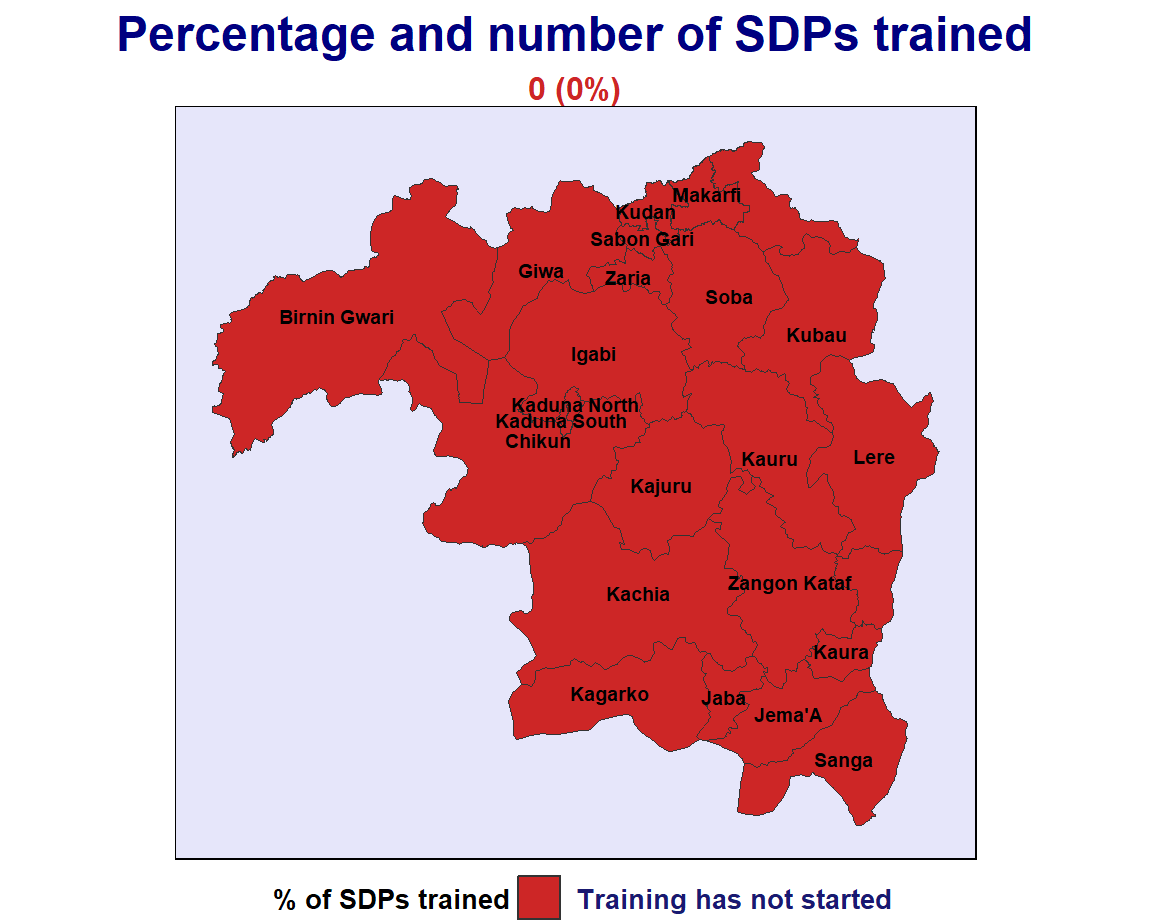 Percentage and number of SDPs trained
0 (0%)
Makarfi
Kudan
Sabon Gari
Giwa
Zaria
Soba
Birnin Gwari
Kubau
Igabi
Kaduna North
Kaduna South
Chikun
Kauru
Lere
Kajuru
Zangon Kataf
Kachia
Kaura
Kagarko
Jaba
Jema'A
Sanga
% of SDPs trained
Training has not started